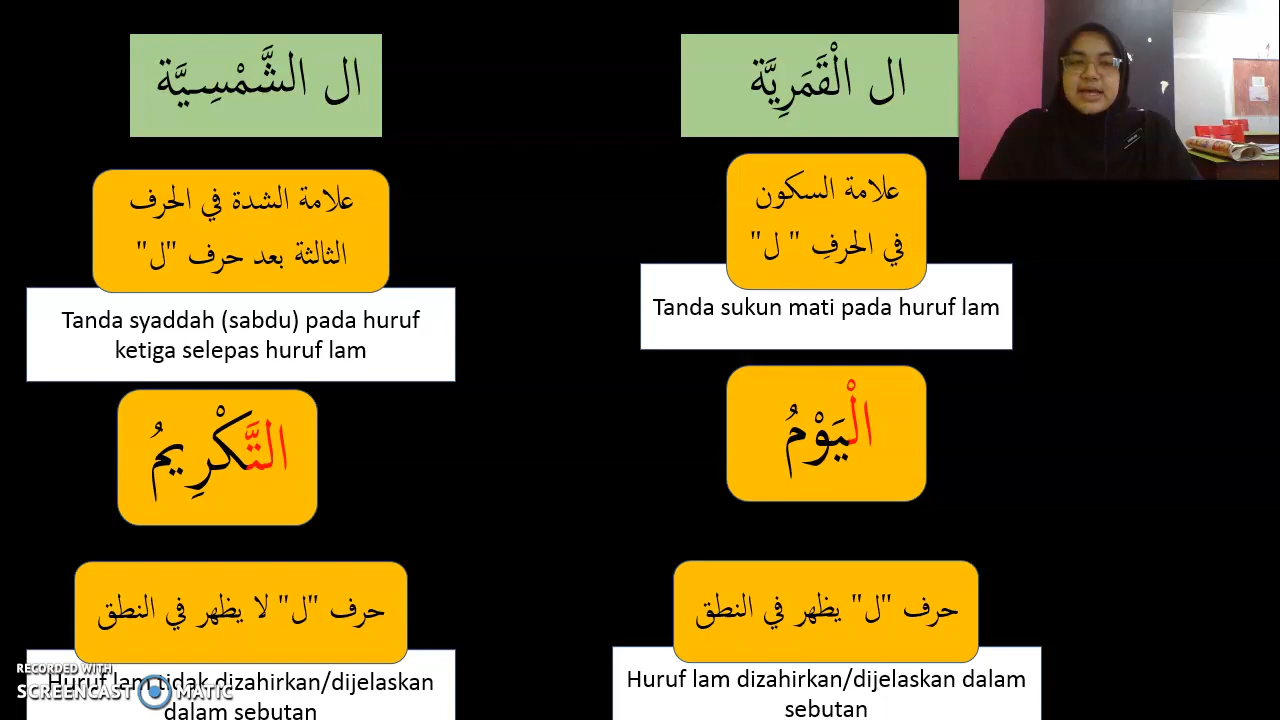 ال الْقَمَرِيَّة
علامة السكون
في الحرفِ " ل"
Tanda sukun mati pada huruf lam
الْيَوْمُ
حرف "ل" يظهر في النطق
Huruf lam dizahirkan/dijelaskan dalam
sebutan
ال الشَّمْسِيَّة
علامة الشدة في الحرف
الثالثة بعد حرف "ل"
Tanda syaddah (sabdu) pada huruf
ketiga selepas huruf lam
التَّكْرِيمُ
حرف "ل" لا يظهر في النطق
Huruf lam tidak dizahirkan/dijelaskan
dalam sebutan
RECORDED WITH
SCREENCAST MATIC